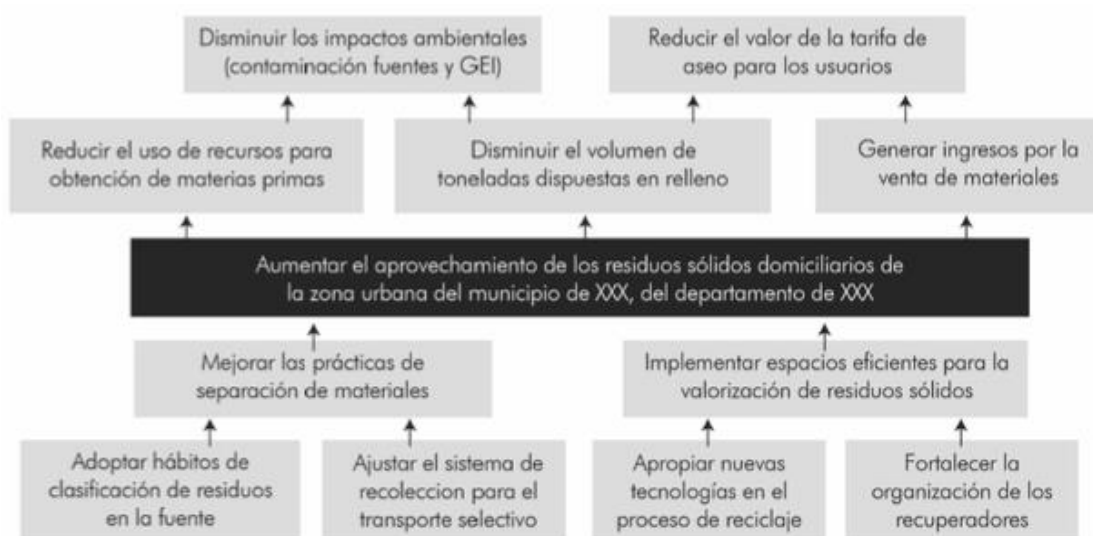 Disminuir los impactos ambientales
(contaminación fuentes y GEI)
Reducir el valor de la tarifa de
aseo para los usuarios
Reducir el uso de recursos para
obtención de materias primas
Disminuir el volumen de
toneladas dispuestas en relleno
Generar ingresos por la
venta de materiales
Aumentar el aprovechamiento de los residuos sólidos domiciliarios de
la zona urbana del municipio de XXX, del departamento de XXX
Mejorar las prácticas de
separación de materiales
Implementar espacios eficientes para la
valorización de residuos sólidos
Adoptar hábitos de
clasificación de residuos
en la fuente
Ajustar el sistema de
recoleccion para el
transporte selectivo
Apropiar nuevas
tecnologías en el
proceso de reciclaje
Fortalecer la
organización de los
recuperadores